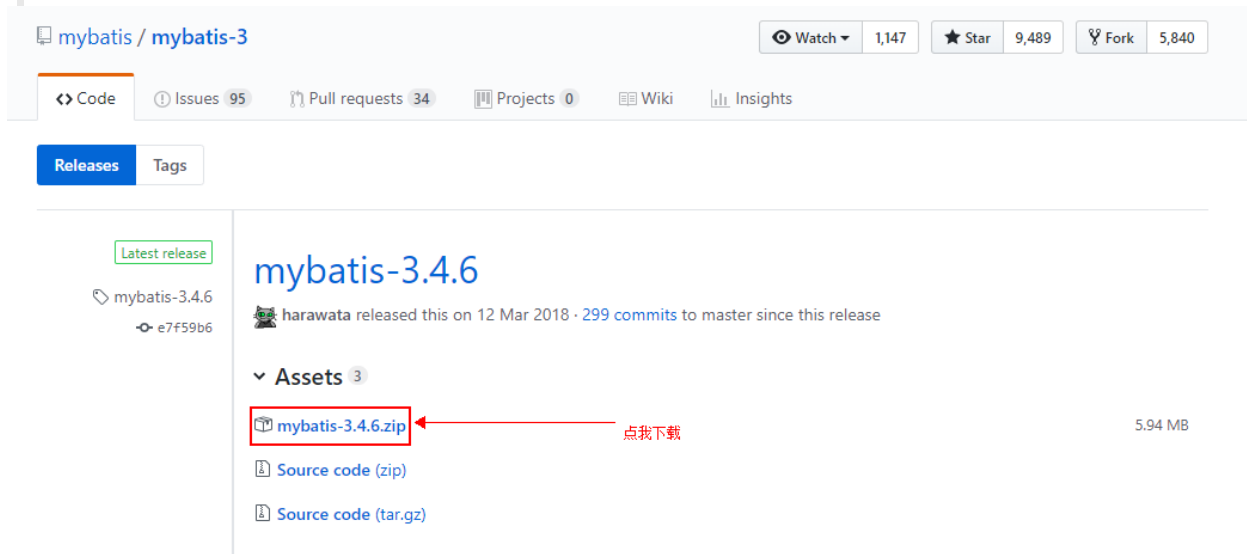 mybatis / mybatis-3
Watch 1,147 Star 9,489 Fork 5,840
Code Issues 95 Pull requests 34 Projects 0 Wiki Insights
Releases Tags
Latest release
mybatis-3.4.6
e7f59b6
mybatis-3.4.6
harawata released this on 12 Mar 2018 · 299 commits to master since this release
Assets 3
mybatis-3.4.6.zip 点我下载 5.94 MB
Source code (zip)
Source code (tar.gz)